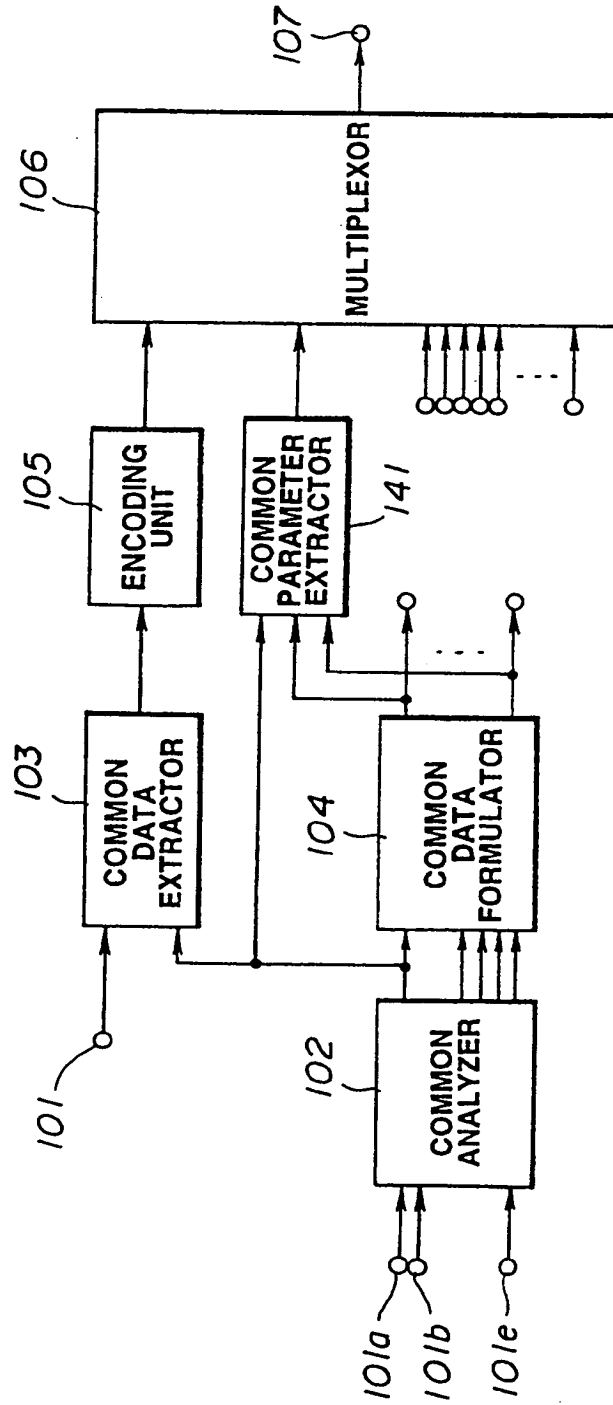 101
103
COMMON
DATA
EXTRACTOR
105
ENCODING
UNIT
106
MULTIPLEXOR
107
COMMON
PARAMETER
EXTRACTOR
141
101a
101b
101e
102
COMMON
ANALYZER
104
COMMON
DATA
FORMULATOR